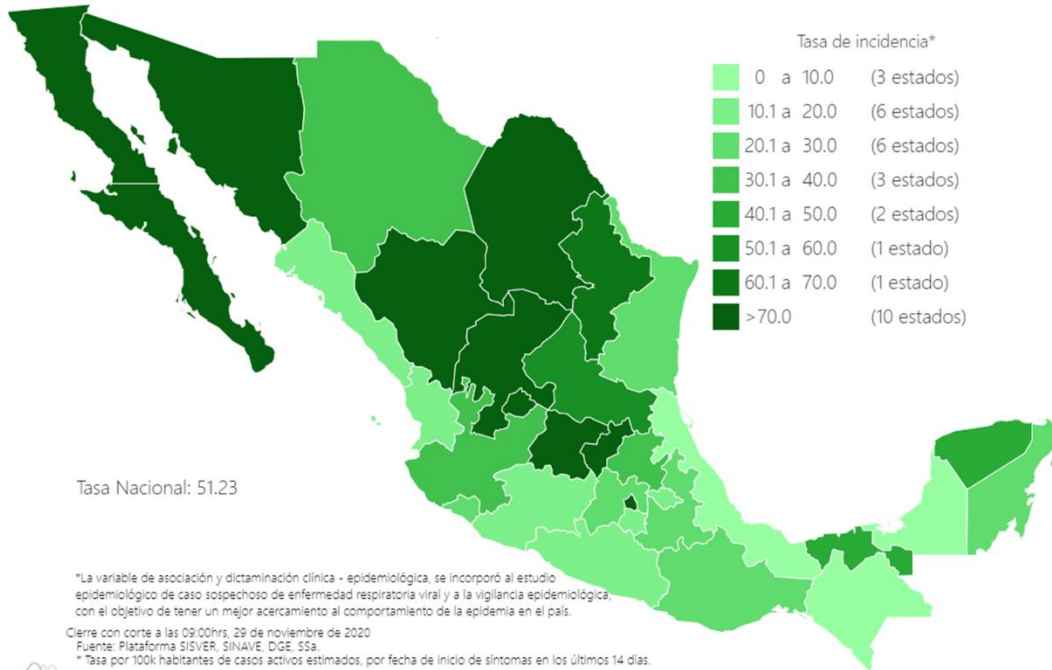 Tasa de incidencia*
0 a 10.0 (3 estados)
10.1 a 20.0 (6 estados)
20.1 a 30.0 (6 estados)
30.1 a 40.0 (3 estados)
40.1 a 50.0 (2 estados)
50.1 a 60.0 (1 estado)
60.1 a 70.0 (1 estado)
>70.0 (10 estados)
Tasa Nacional: 51.23
*La variable de asociación y dictaminación clínica - epidemiológica, se incorporó al estudio
epidemiológico de caso sospechoso de enfermedad respiratoria viral y a la vigilancia epidemiológica,
con el objetivo de tener un mejor acercamiento al comportamiento de la epidemia en el país.
Cierre con corte a las 09:00hrs, 29 de noviembre de 2020
Fuente: Plataforma SISVER, SINAVE, DGE, SSa.
* Tasa por 100k habitantes de casos activos estimados, por fecha de inicio de síntomas en los últimos 14 días.